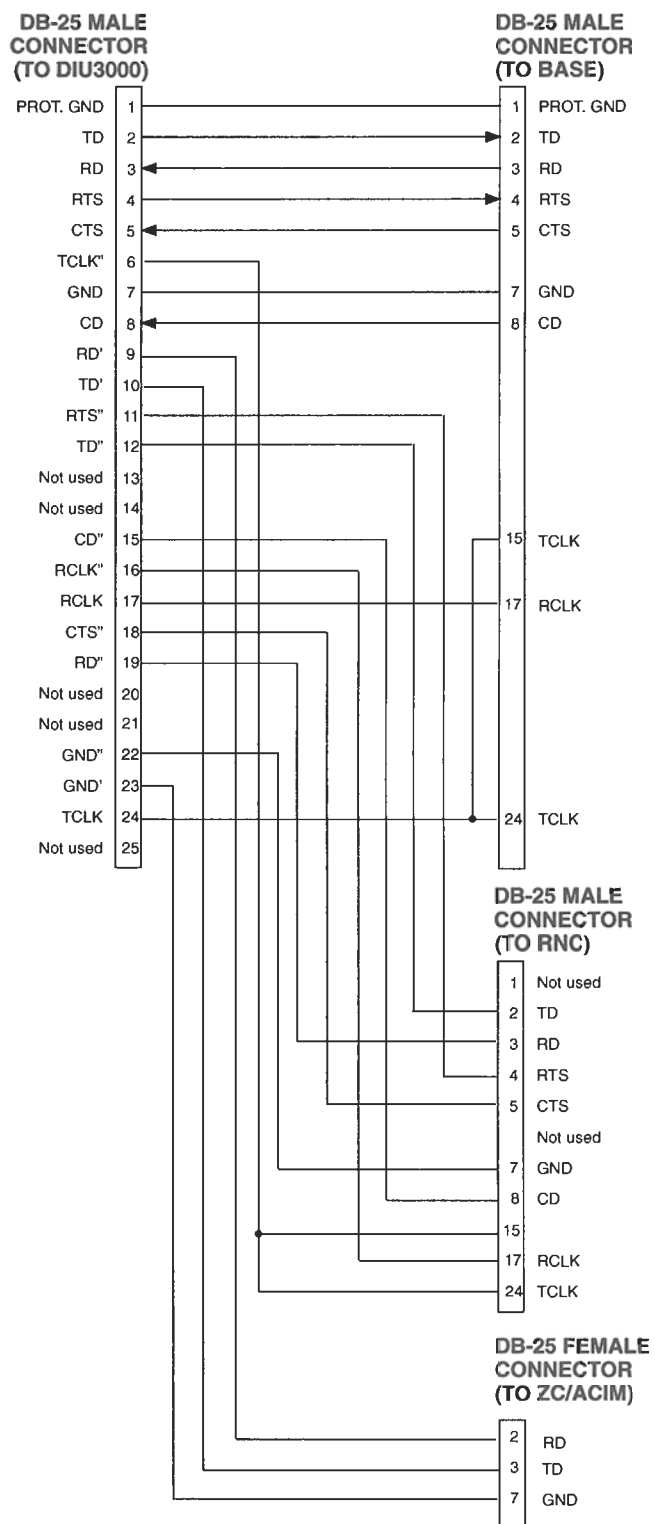 DB-25 MALE
CONNECTOR
(TO DIU3000)
PROT. GND 1
TD 2
RD 3
RTS 4
CTS 5
TCLK" 6
GND 7
CD 8
RD' 9
TD' 10
RTS" 11
TD" 12
Not used 13
Not used 14
CD" 15
RCLK" 16
RCLK 17
CTS" 18
RD" 19
Not used 20
Not used 21
GND" 22
GND' 23
TCLK 24
Not used 25
DB-25 MALE
CONNECTOR
(TO BASE)
1 PROT. GND
2 TD
3 RD
4 RTS
5 CTS
7 GND
8 CD
15 TCLK
17 RCLK
24 TCLK
DB-25 MALE
CONNECTOR
(TO RNC)
1 Not used
2 TD
3 RD
4 RTS
5 CTS
Not used
7 GND
8 CD
15
17 RCLK
24 TCLK
DB-25 FEMALE
CONNECTOR
(TO ZC/ACIM)
2 RD
3 TD
7 GND